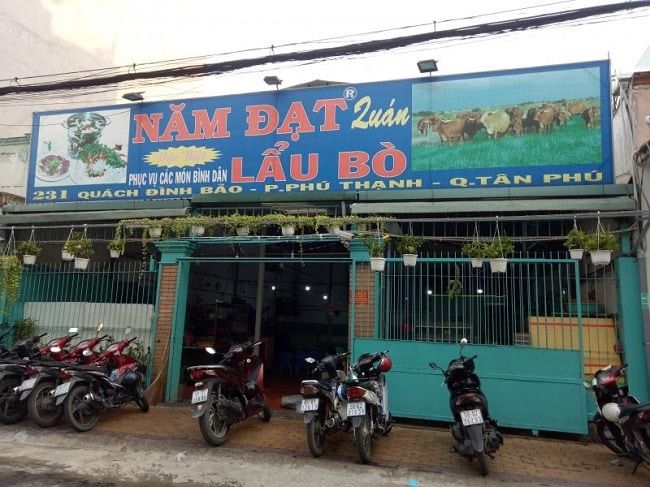 NĂM ĐẠT® Quán
PHỤC VỤ CÁC MÓN BÌNH DÂN
LẨU BÒ
231 QUÁCH ĐÌNH BẢO - P.PHÚ THẠNH - Q.TÂN PHÚ